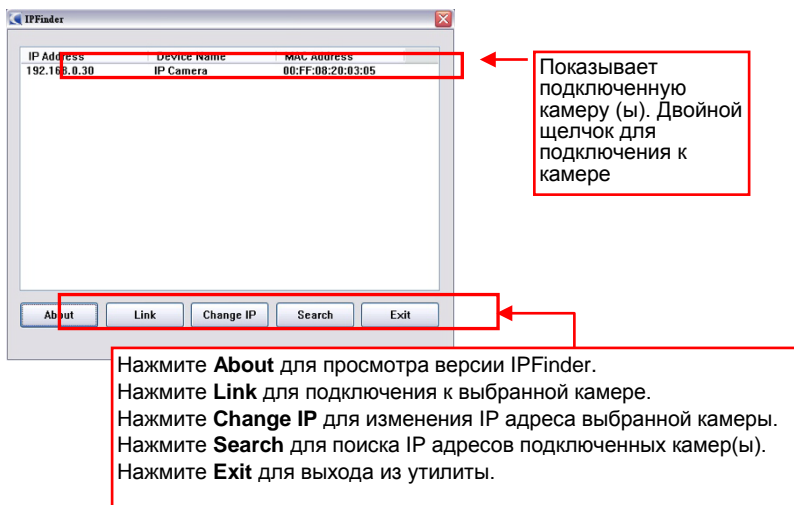 IPFinder
IP Address Device Name MAC Address
192.168.0.30 IP Camera 00:FF:08:20:03:05
Показывает
подключенную
камеру (ы). Двойной
щелчок для
подключения к
камере
About Link Change IP Search Exit
Нажмите About для просмотра версии IPFinder.
Нажмите Link для подключения к выбранной камере.
Нажмите Change IP для изменения IP адреса выбранной камеры.
Нажмите Search для поиска IP адресов подключенных камер(ы).
Нажмите Exit для выхода из утилиты.